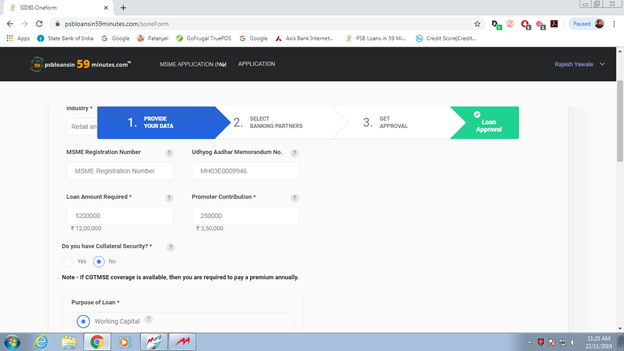 SIDBI-Oneform
psbloansin59minutes.com/soneForm
Paused
Apps State Bank of India Google Patanjali GoFrugal TruePOS Google Axis Bank Internet... PSB Loans in 59 Mi... Credit Score|Credit...
59 psbloansin 59 minutes.com™ MSME APPLICATION APPLICATION Rajesh Yawale
Industry *
Retail an
1. PROVIDE YOUR DATA
2. SELECT BANKING PARTNERS
3. GET APPROVAL
Loan Approval
MSME Registration Number ? Udhyog Aadhar Memorandum No. ?
MSME Registration Number MH03E0009946
Loan Amount Required * ? Promoter Contribution * ?
1200000 250000
₹ 12,00,000 ₹ 2,50,000
Do you have Collateral Security? * ?
Yes No
Note - If CGTMSE coverage is available, then you are required to pay a premium annually.
Purpose of Loan *
Working Capital ?
11:25 AM
22/11/2019